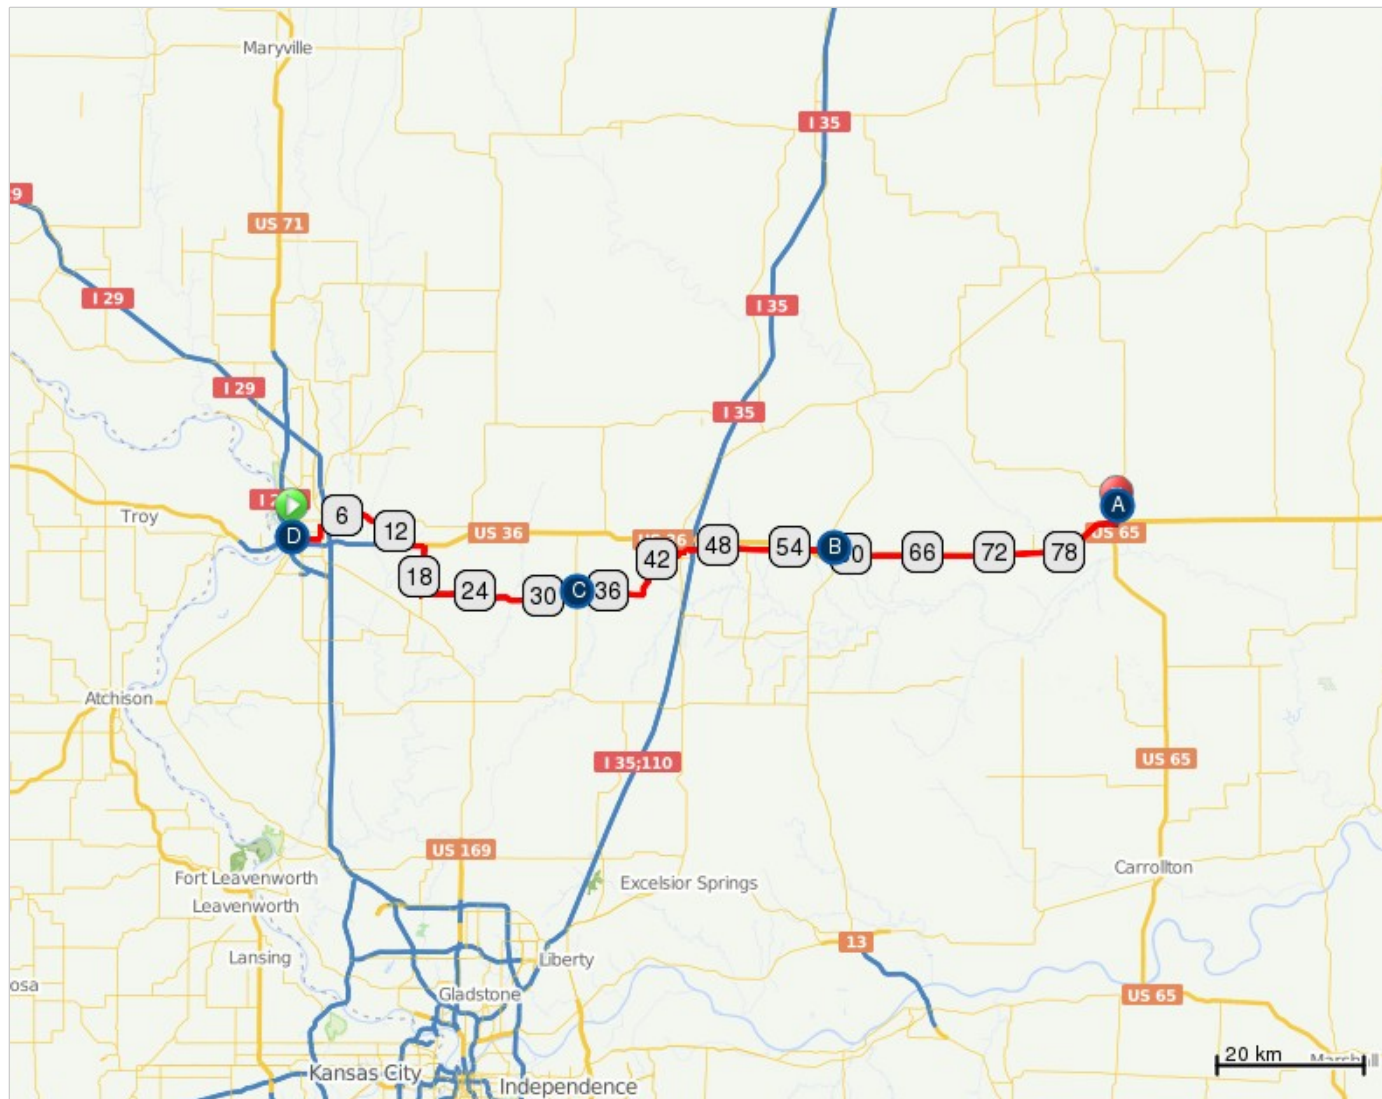 Maryville
I 35
9
US 71
I 29
I 35
I 29
I 35
I 2
Troy
6
12
US 36
D
A
US 65
48
54
B
0
66
72
78
42
18
24
30
C
36
Atchison
I 35;110
US 65
US 169
Carrollton
Fort Leavenworth
Excelsior Springs
Leavenworth
13
Lansing
Liberty
osa
Gladstone
US 65
20 km
Kansas City
Independence